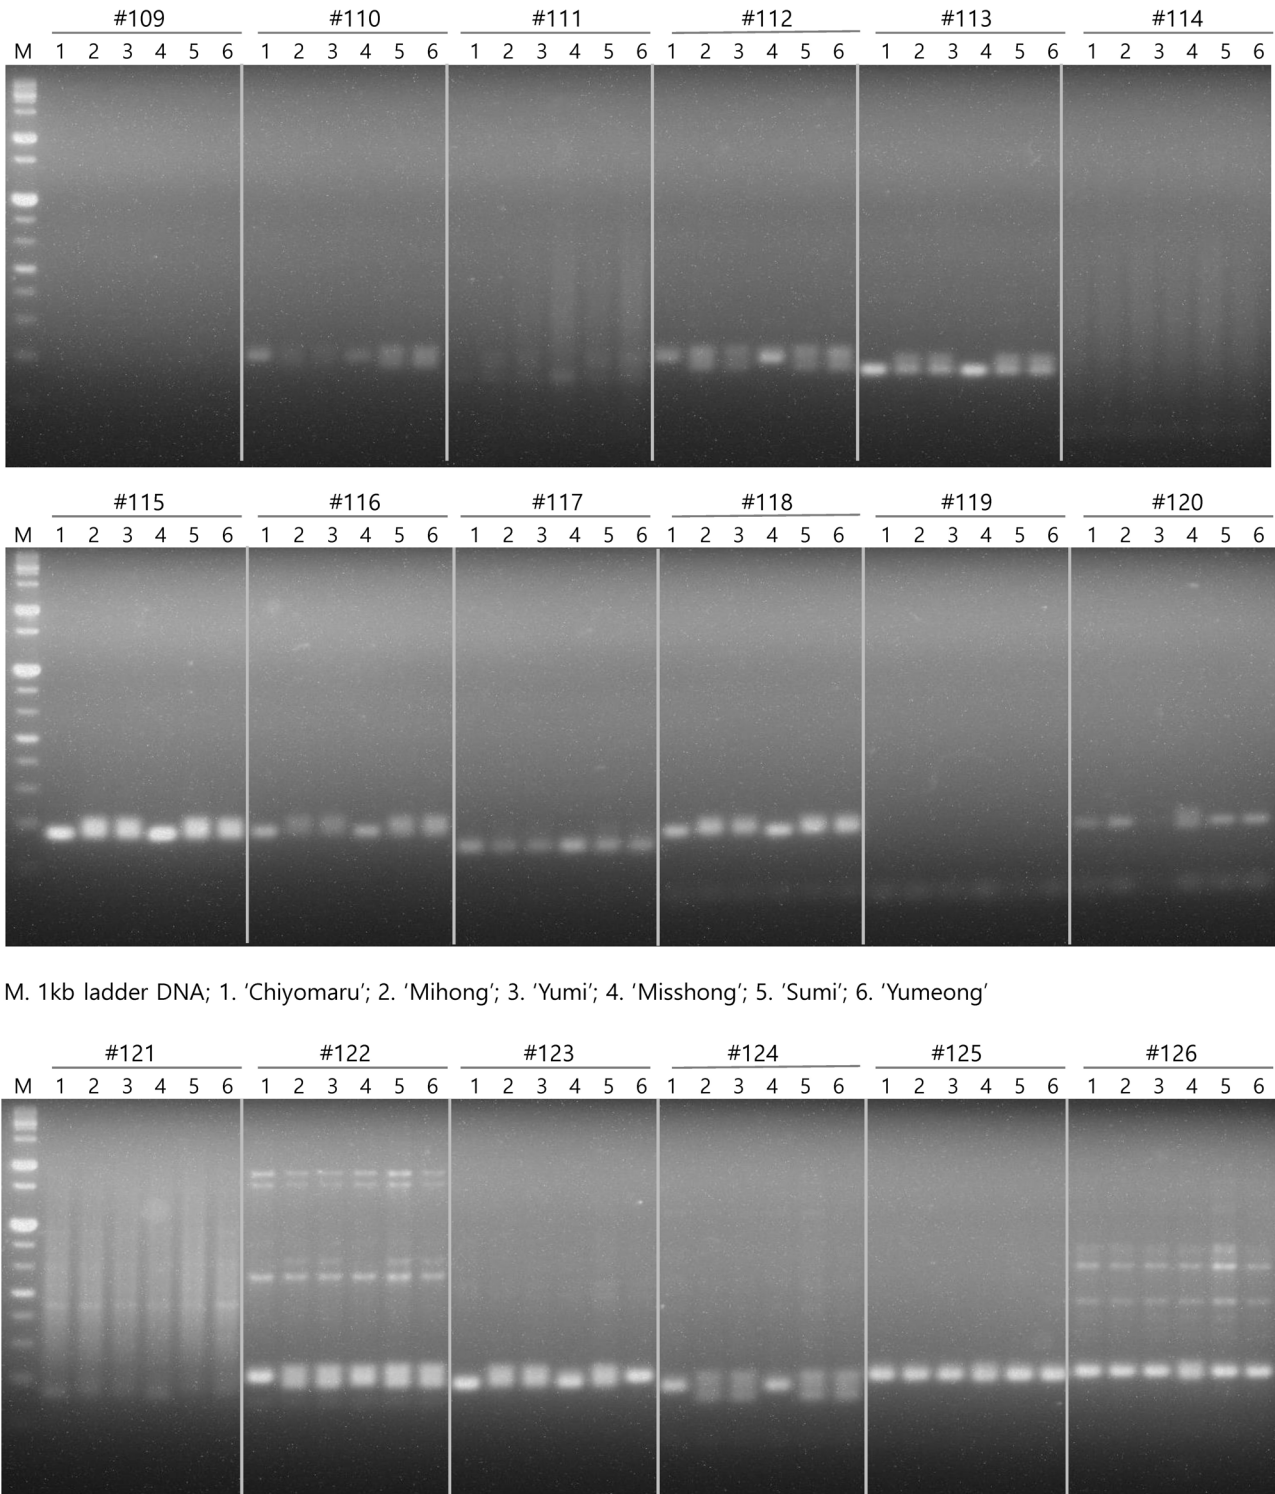 #109 #110 #111 #112 #113 #114
M 1 2 3 4 5 6 1 2 3 4 5 6 1 2 3 4 5 6 1 2 3 4 5 6 1 2 3 4 5 6 1 2 3 4 5 6
#115 #116 #117 #118 #119 #120
M 1 2 3 4 5 6 1 2 3 4 5 6 1 2 3 4 5 6 1 2 3 4 5 6 1 2 3 4 5 6 1 2 3 4 5 6
M. 1kb ladder DNA; 1. ‘Chiyomaru’; 2. ‘Mihong’; 3. ‘Yumi’; 4. ‘Misshong’; 5. ‘Sumi’; 6. ‘Yumeong’
#121 #122 #123 #124 #125 #126
M 1 2 3 4 5 6 1 2 3 4 5 6 1 2 3 4 5 6 1 2 3 4 5 6 1 2 3 4 5 6 1 2 3 4 5 6